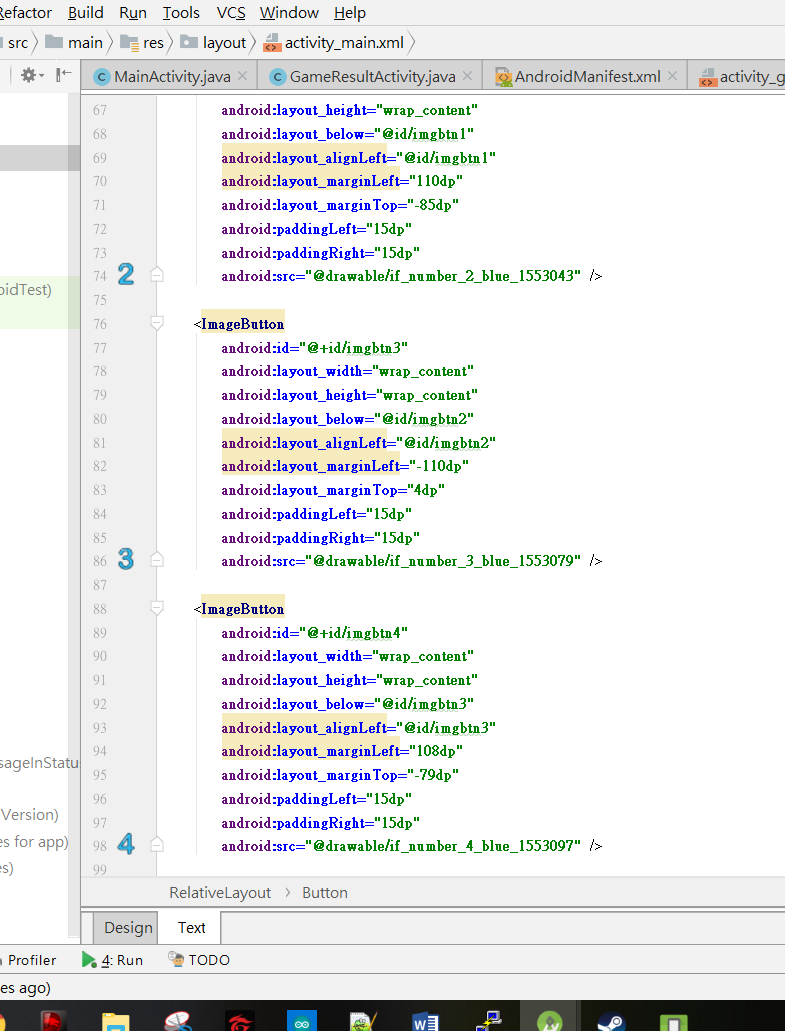 Refactor Build Run Tools VCS Window Help
src main res layout activity_main.xml
MainActivity.java GameResultActivity.java AndroidManifest.xml activity_g
67 android:layout_height="wrap_content"
68 android:layout_below="@id/imgbtn1"
69 android:layout_alignLeft="@id/imgbtn1"
70 android:layout_marginLeft="110dp"
71 android:layout_marginTop="-85dp"
72 android:paddingLeft="15dp"
73 android:paddingRight="15dp"
74 2 android:src="@drawable/if_number_2_blue_1553043" />
oidTest)
75
76 <ImageButton
77 android:id="@+id/imgbtn3"
78 android:layout_width="wrap_content"
79 android:layout_height="wrap_content"
80 android:layout_below="@id/imgbtn2"
81 android:layout_alignLeft="@id/imgbtn2"
82 android:layout_marginLeft="-110dp"
83 android:layout_marginTop="4dp"
84 android:paddingLeft="15dp"
85 android:paddingRight="15dp"
86 3 android:src="@drawable/if_number_3_blue_1553079" />
87
88 <ImageButton
89 android:id="@+id/imgbtn4"
90 android:layout_width="wrap_content"
91 android:layout_height="wrap_content"
92 android:layout_below="@id/imgbtn3"
93 android:layout_alignLeft="@id/imgbtn3"
94 android:layout_marginLeft="108dp"
sageInStatu
95 android:layout_marginTop="-79dp"
96 android:paddingLeft="15dp"
Version)
97 android:paddingRight="15dp"
98 4 android:src="@drawable/if_number_4_blue_1553097" />
es for app)
99
es)
RelativeLayout Button
Design Text
Profiler 4: Run TODO
es ago)